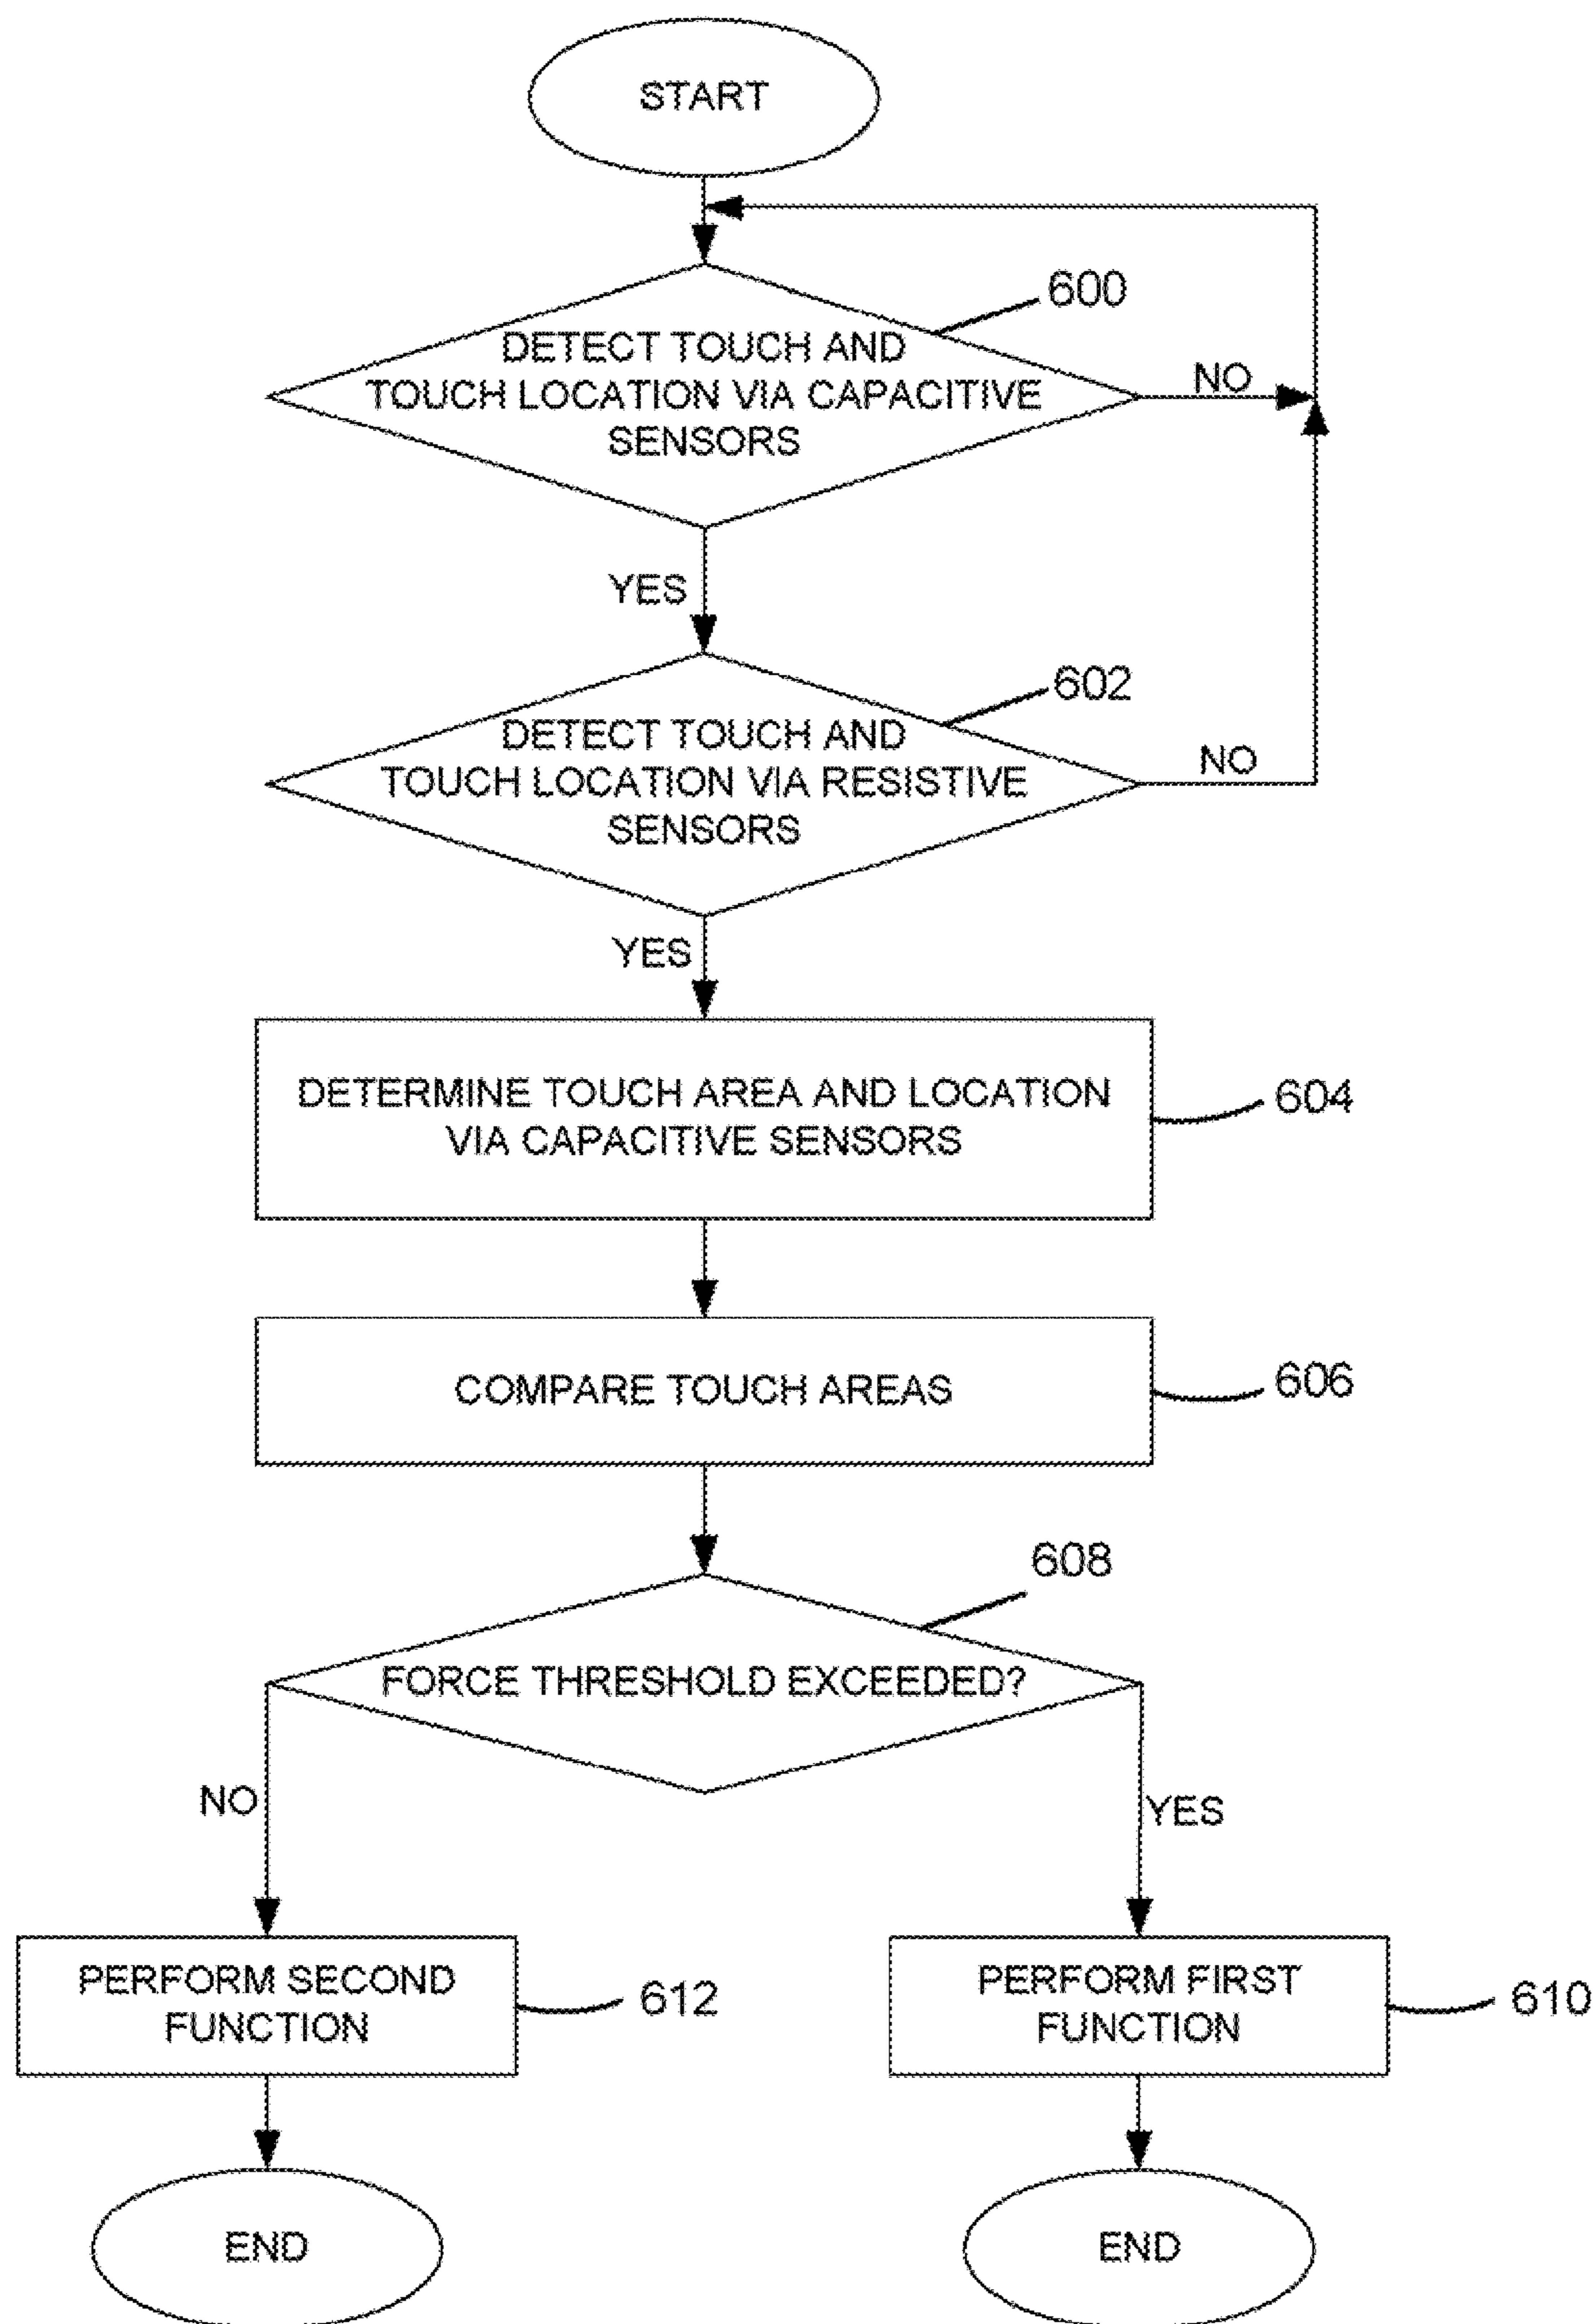 START
600
DETECT TOUCH AND
TOUCH LOCATION VIA CAPACITIVE
SENSORS
NO
YES
602
DETECT TOUCH AND
TOUCH LOCATION VIA RESISTIVE
SENSORS
NO
YES
DETERMINE TOUCH AREA AND LOCATION
VIA CAPACITIVE SENSORS
604
COMPARE TOUCH AREAS
606
608
FORCE THRESHOLD EXCEEDED?
NO
YES
PERFORM SECOND
FUNCTION
612
PERFORM FIRST
FUNCTION
610
END
END